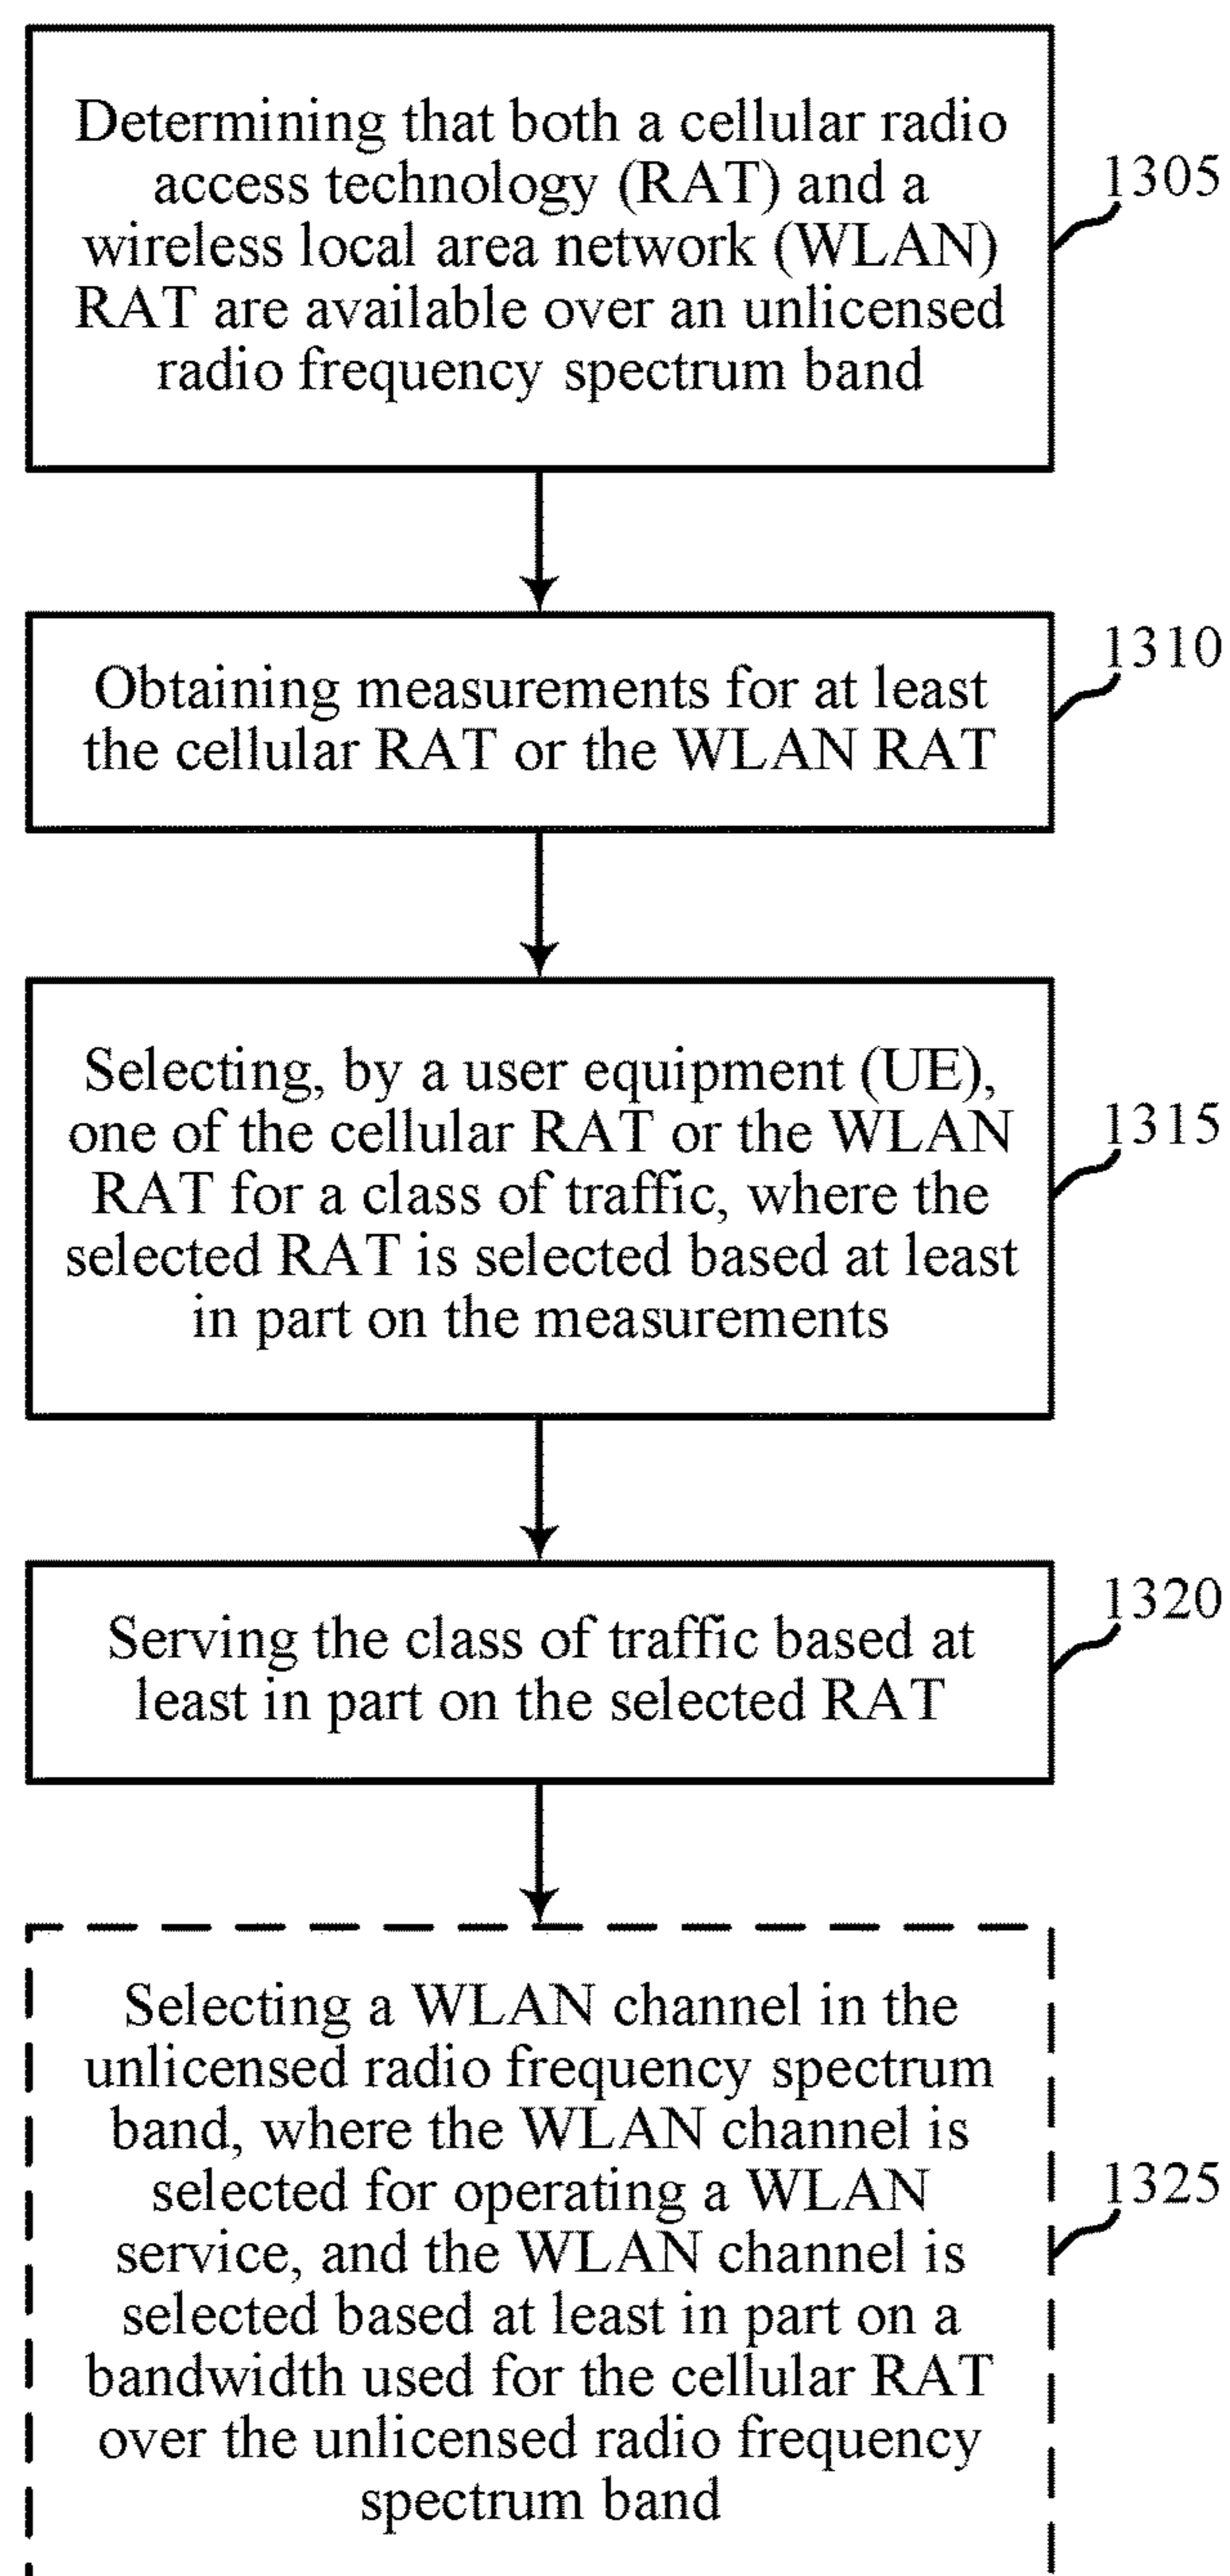 Determining that both a cellular radio
access technology (RAT) and a
wireless local area network (WLAN)
RAT are available over an unlicensed
radio frequency spectrum band
1305
Obtaining measurements for at least
the cellular RAT or the WLAN RAT
1310
Selecting, by a user equipment (UE),
one of the cellular RAT or the WLAN
RAT for a class of traffic, where the
selected RAT is selected based at least
in part on the measurements
1315
Serving the class of traffic based at
least in part on the selected RAT
1320
Selecting a WLAN channel in the
unlicensed radio frequency spectrum
band, where the WLAN channel is
selected for operating a WLAN
service, and the WLAN channel is
selected based at least in part on a
bandwidth used for the cellular RAT
over the unlicensed radio frequency
spectrum band
1325